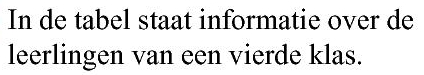 In de tabel staat informatie over de
leerlingen van een vierde klas.